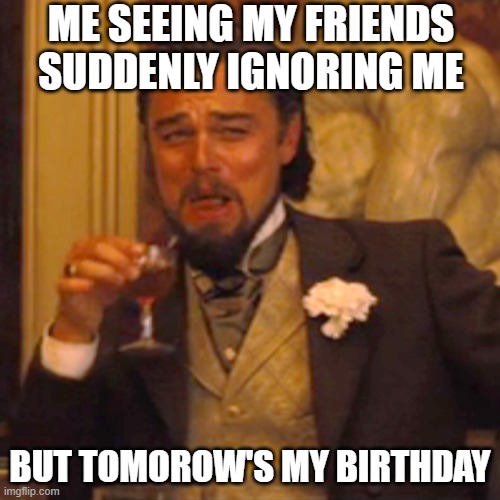 ME SEEING MY FRIENDS
SUDDENLY IGNORING ME
BUT TOMOROW'S MY BIRTHDAY
imgflip.com